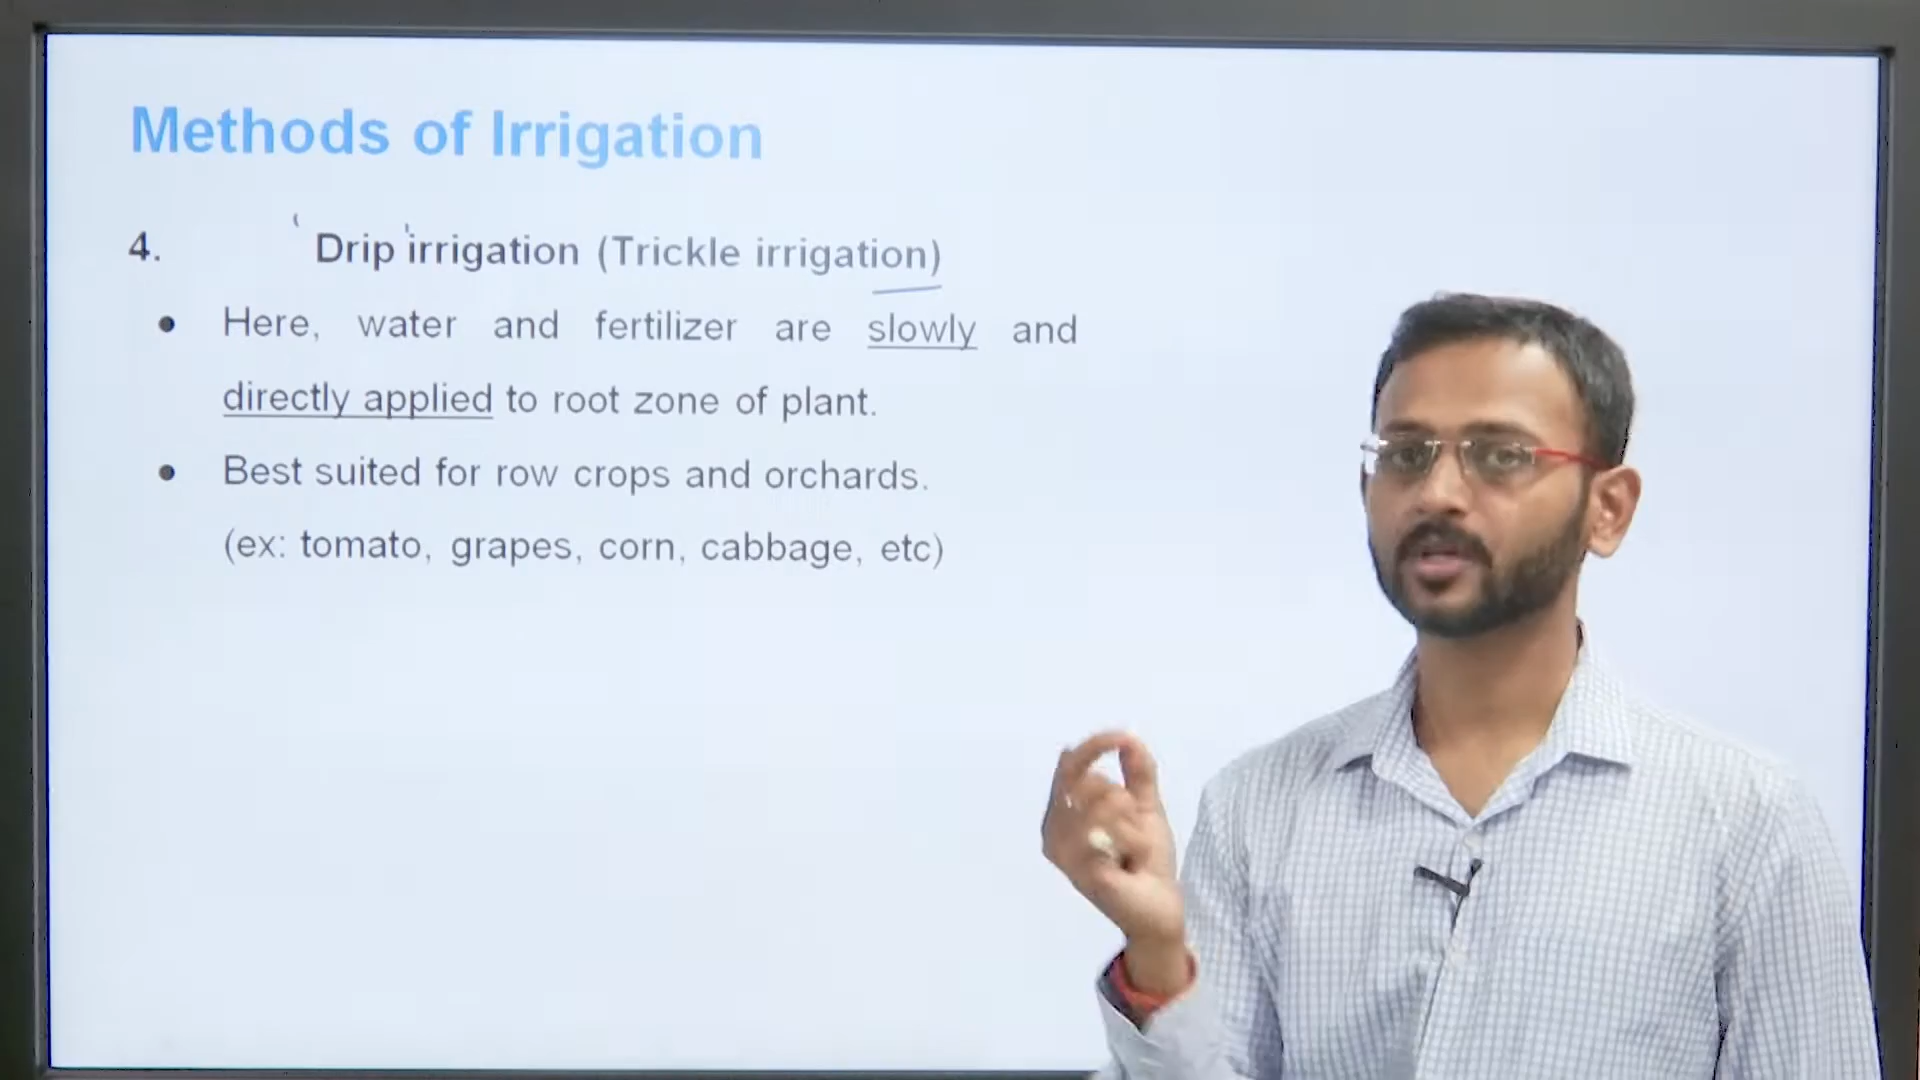 Methods of Irrigation
4. Drip irrigation (Trickle irrigation)
● Here, water and fertilizer are slowly and
directly applied to root zone of plant.
● Best suited for row crops and orchards.
(ex: tomato, grapes, corn, cabbage, etc)